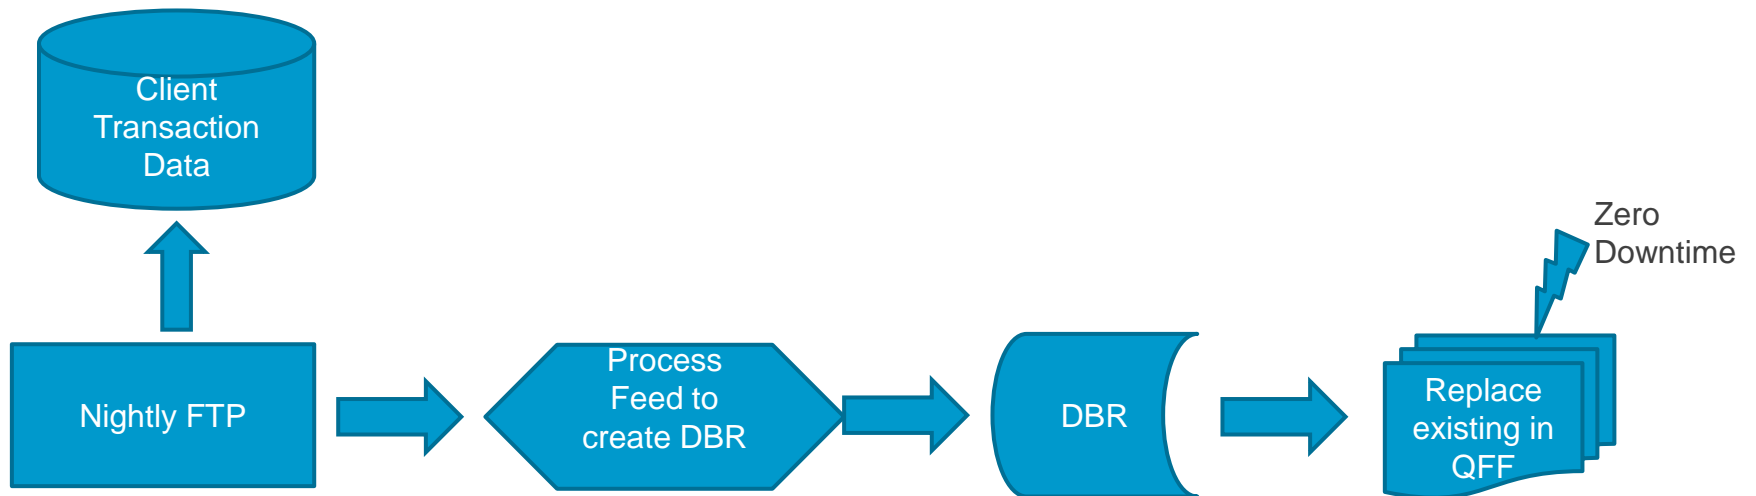 Client
Transaction
Data
Zero
Downtime
Nightly FTP
Process
Feed to
create DBR
DBR
Replace
existing in
QFF